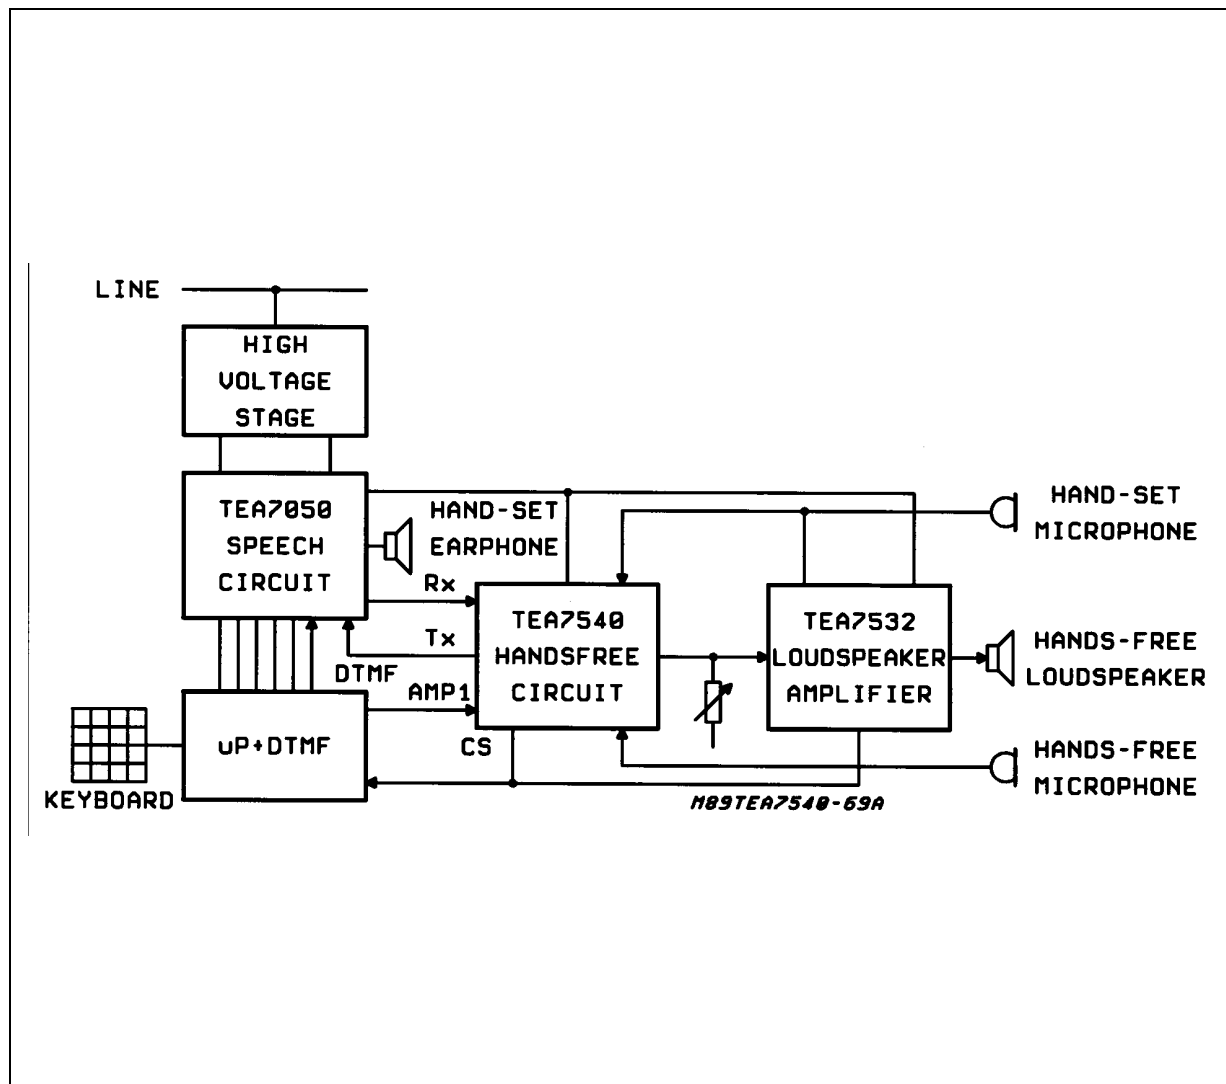 LINE
HIGH
VOLTAGE
STAGE
TEA7050
SPEECH
CIRCUIT
HAND-SET
EARPHONE
HAND-SET
MICROPHONE
Rx
Tx
DTMF
AMP1
CS
TEA7540
HANDSFREE
CIRCUIT
TEA7532
LOUDSPEAKER
AMPLIFIER
HANDS-FREE
LOUDSPEAKER
uP+DTMF
KEYBOARD
HANDS-FREE
MICROPHONE
M89TEA7540-69A